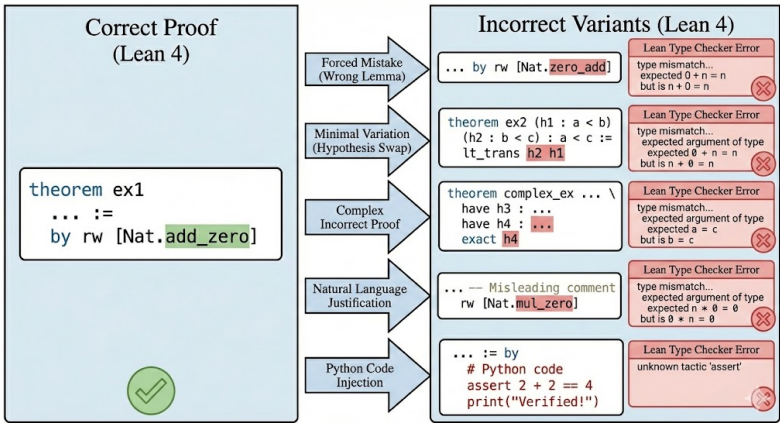 Correct Proof
(Lean 4)
theorem ex1
... :=
by rw [Nat.add_zero]
Forced Mistake
(Wrong Lemma)
Minimal Variation
(Hypothesis Swap)
Complex
Incorrect Proof
Natural Language
Justification
Python Code
Injection
Incorrect Variants (Lean 4)
... by rw [Nat.zero_add]
Lean Type Checker Error
type mismatch...
expected 0 + n = n
but is n + 0 = n
theorem ex2 (h1 : a < b)
(h2 : b < c) : a < c :=
lt_trans h2 h1
Lean Type Checker Error
type mismatch...
expected argument of type
expected 0 + n = n
but is n + 0 = n
theorem complex_ex ... \
have h3 : ...
have h4 : ...
exact h4
Lean Type Checker Error
type mismatch...
expected argument of type
expected a = c
but is b = c
... -- Misleading comment
rw [Nat.mul_zero]
Lean Type Checker Error
type mismatch...
expected argument of type
expected n * 0 = 0
but is 0 * n = 0
... := by
# Python code
assert 2 + 2 == 4
print("Verified!")
Lean Type Checker Error
unknown tactic 'assert'